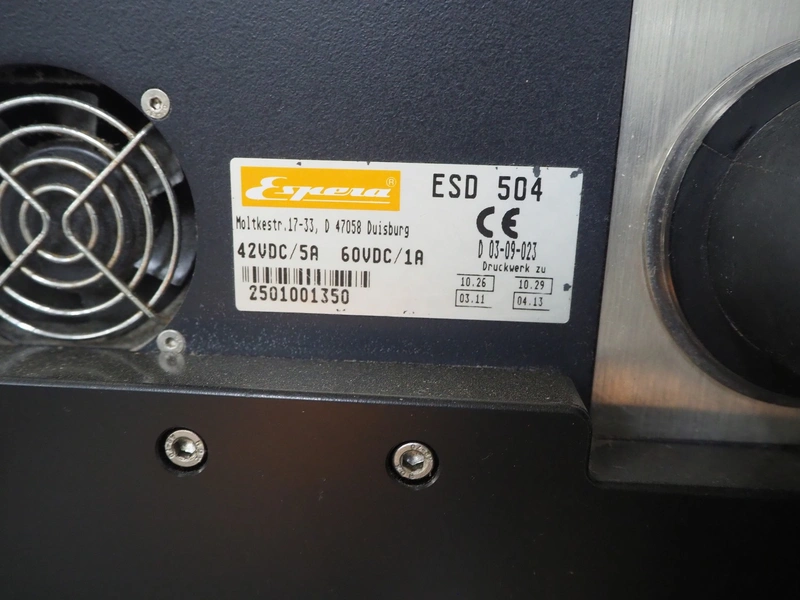 Espera®
ESD 504
Moltkestr.17-33, D 47058 Duisburg
CE
42VDC/5A 60VDC/1A
D 03-09-023
Druckwerk zu
10.26 10.29
03.11 04.13
2501001350